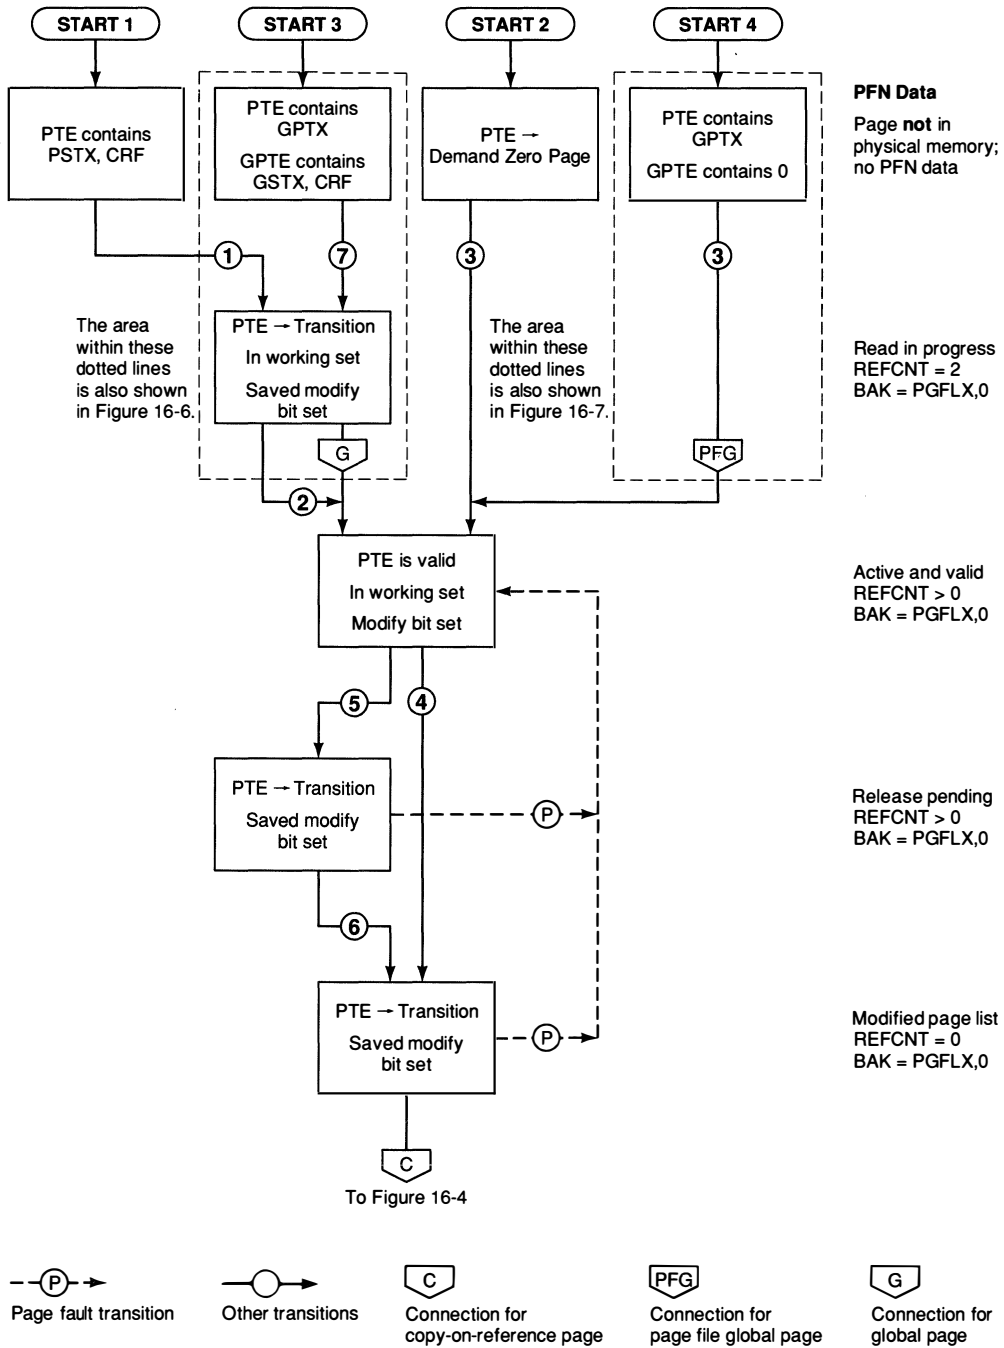 START 1
START 3
START 2
START 4
PTE contains
PSTX, CRF
PTE contains
GPTX
GPTE contains
GSTX, CRF
PTE →
Demand Zero Page
PTE contains
GPTX
GPTE contains 0
PFN Data
Page not in
physical memory;
no PFN data
1
7
3
3
The area
within these
dotted lines
is also shown
in Figure 16-6.
PTE → Transition
In working set
Saved modify
bit set
The area
within these
dotted lines
is also shown
in Figure 16-7.
Read in progress
REFCNT = 2
BAK = PGFLX,0
G
PFG
2
PTE is valid
In working set
Modify bit set
Active and valid
REFCNT > 0
BAK = PGFLX,0
5
4
PTE → Transition
Saved modify
bit set
P
Release pending
REFCNT > 0
BAK = PGFLX,0
6
PTE → Transition
Saved modify
bit set
P
Modified page list
REFCNT = 0
BAK = PGFLX,0
C
To Figure 16-4
P
Page fault transition
Other transitions
C
Connection for
copy-on-reference page
PFG
Connection for
page file global page
G
Connection for
global page